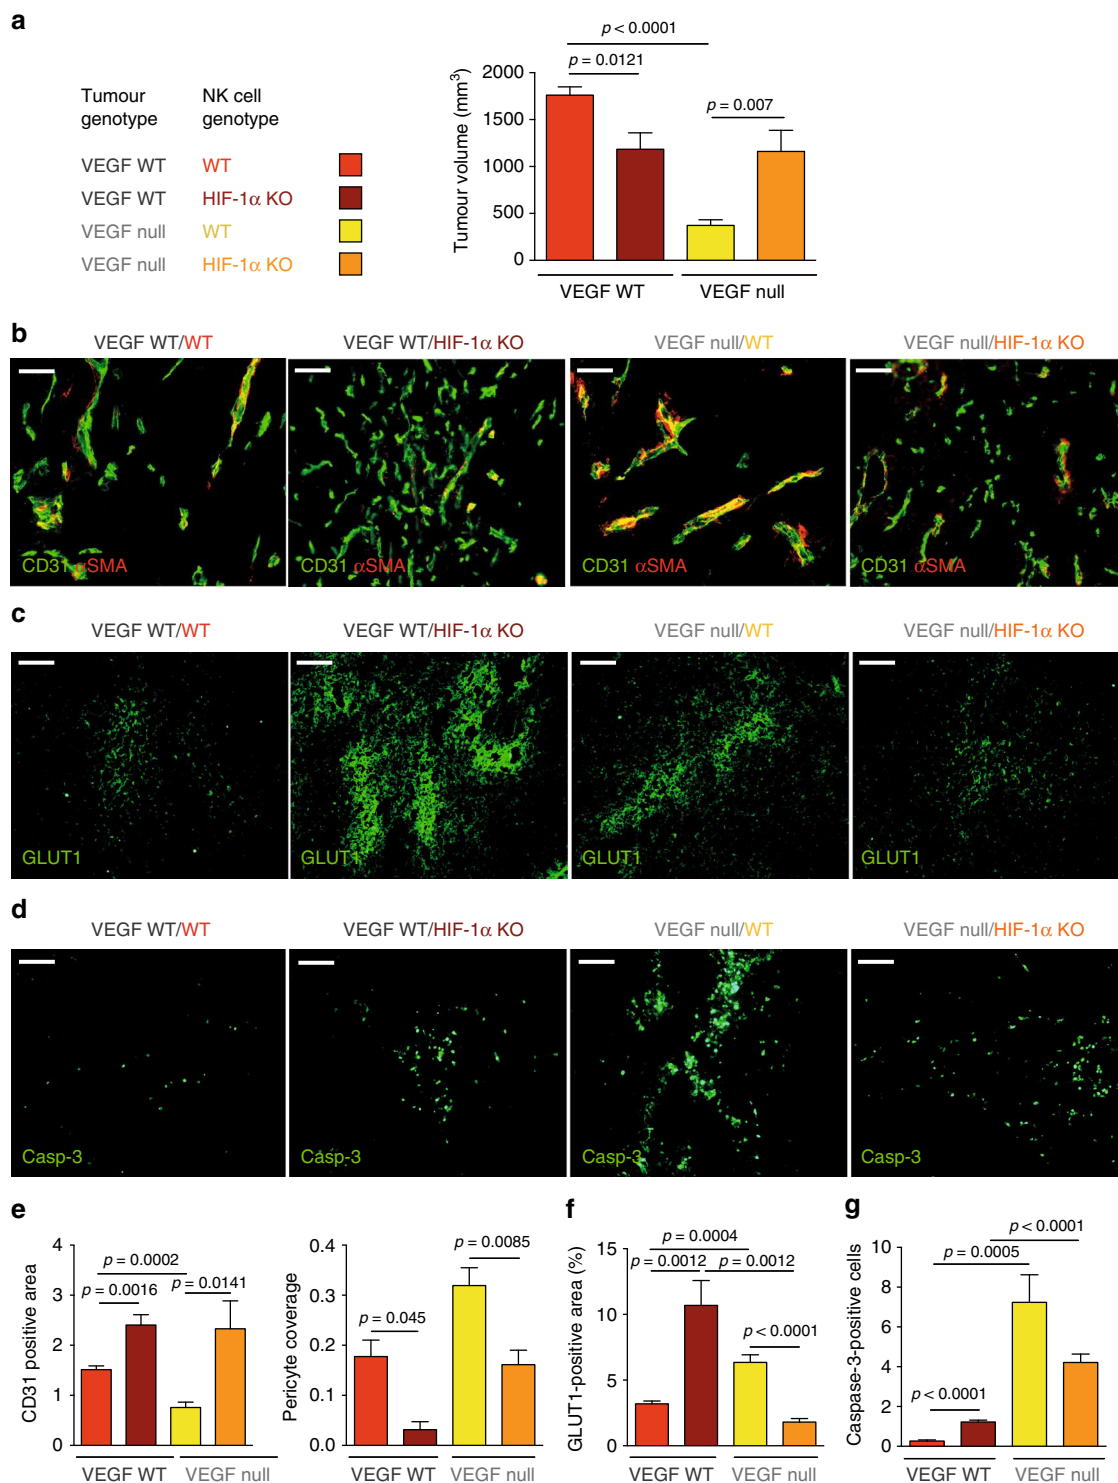 a
Tumour genotype
NK cell genotype
VEGF WT WT
VEGF WT HIF-1α KO
VEGF null WT
VEGF null HIF-1α KO
p < 0.0001
p = 0.0121
p = 0.007
Tumour volume (mm³)
2000
1500
1000
500
0
VEGF WT
VEGF null
b
VEGF WT/WT
VEGF WT/HIF-1α KO
VEGF null/WT
VEGF null/HIF-1α KO
CD31 αSMA
CD31 αSMA
CD31 αSMA
CD31 αSMA
c
VEGF WT/WT
VEGF WT/HIF-1α KO
VEGF null/WT
VEGF null/HIF-1α KO
GLUT1
GLUT1
GLUT1
GLUT1
d
VEGF WT/WT
VEGF WT/HIF-1α KO
VEGF null/WT
VEGF null/HIF-1α KO
Casp-3
Casp-3
Casp-3
Casp-3
e
CD31 positive area
4
3
2
1
0
p = 0.0002
p = 0.0016
p = 0.0141
VEGF WT
VEGF null
Pericyte coverage
0.4
0.3
0.2
0.1
0.0
p = 0.0085
p = 0.045
VEGF WT
VEGF null
f
GLUT1-positive area (%)
15
10
5
0
p = 0.0004
p = 0.0012
p = 0.0012
p < 0.0001
VEGF WT
VEGF null
g
Caspase-3-positive cells
10
8
6
4
2
0
p < 0.0001
p = 0.0005
p < 0.0001
VEGF WT
VEGF null